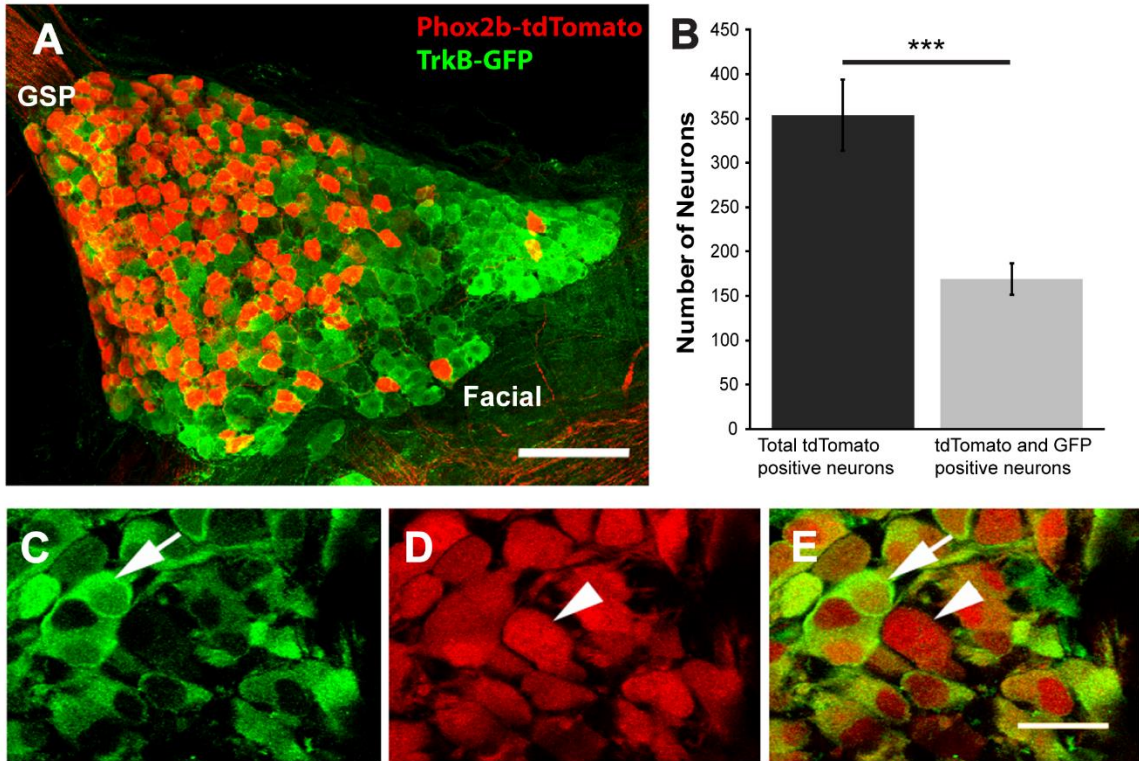 A
Phox2b-tdTomato
TrkB-GFP
GSP
Facial
B
***
Number of Neurons
450
400
350
300
250
200
150
100
50
0
Total tdTomato
positive neurons
tdTomato and GFP
positive neurons
C
D
E